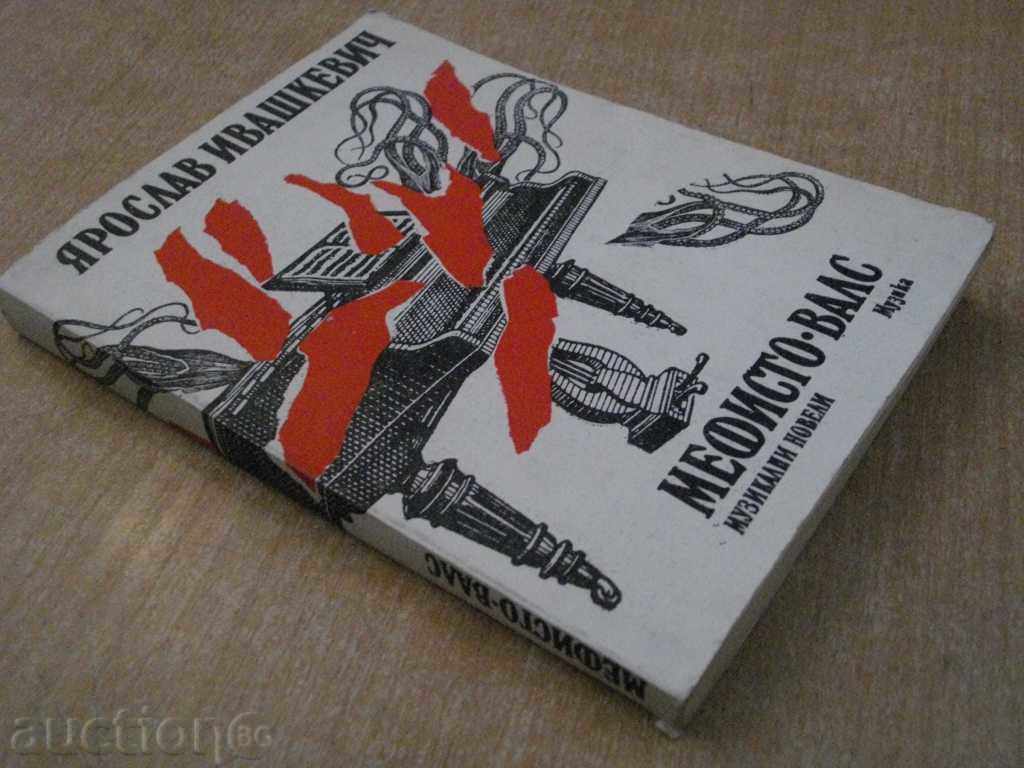 ЯРОСЛАВ ИВАШКЕВИЧ
МЕФИСТО·ВАЛС
МУЗИКАЛНИ НОВЕЛИ
Музика
МЕФИСТО·ВАЛС
auction BG